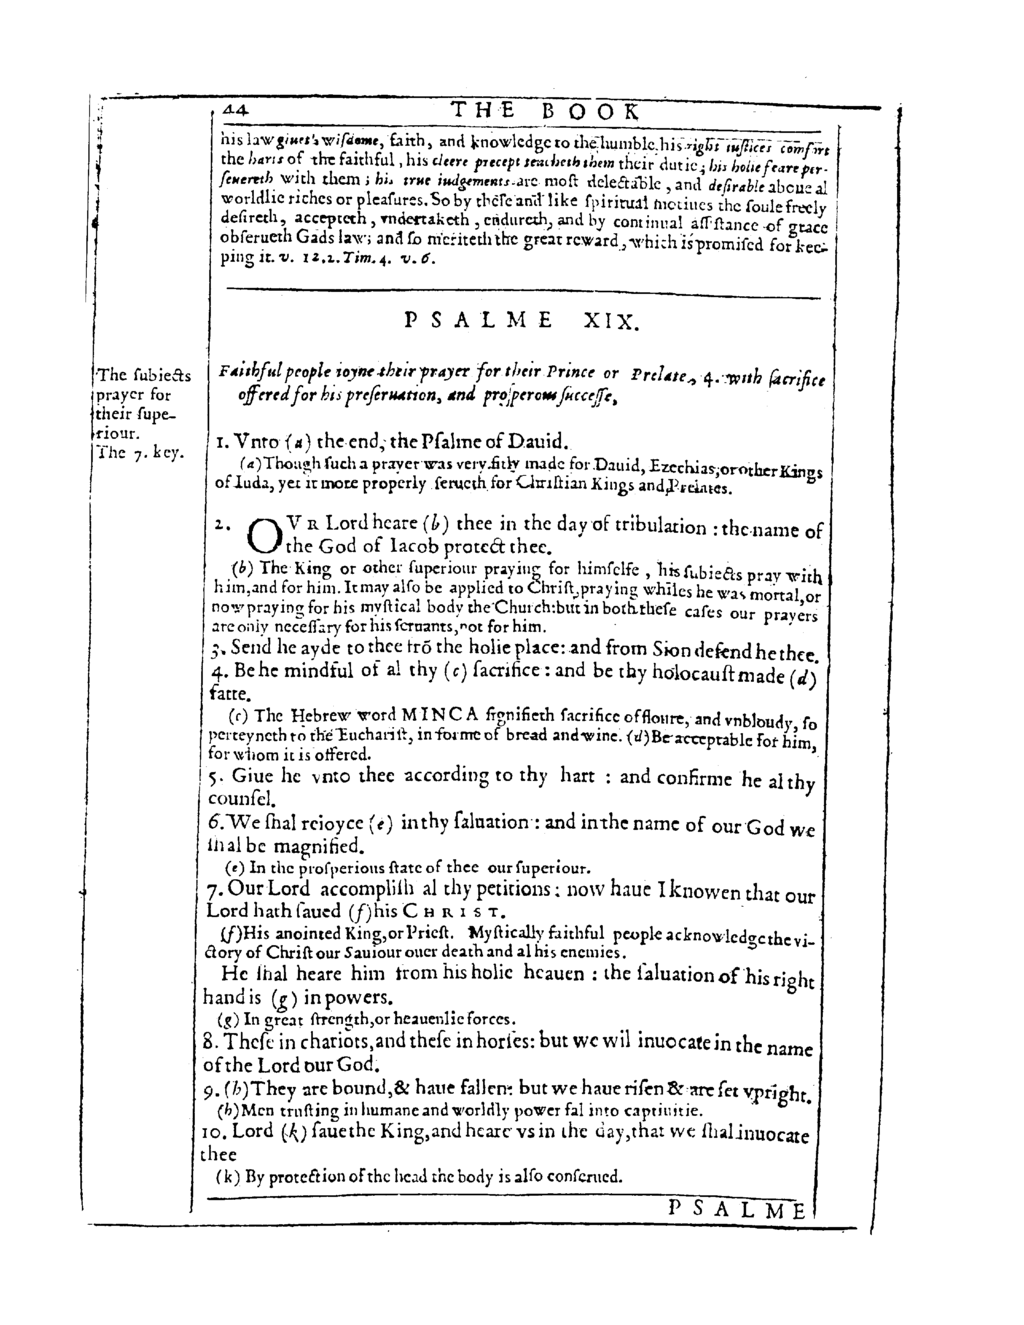 44 THE BOOK
his law giuet's wisdome, faith, and knowledge to the humble. his right iustices comfort
the harts of the faithful, his cleere precept teacheth them their dutie; his holie feare per-
seuereth with them; his true iudgements are most delectable, and desirable aboue al
worldlie riches or pleasures. So by these and like spiritual motiues the soule freely
desireth, accepteth, vndertaketh, endureth, and by continual assistance of grace
obserueth Gads law; and so meriteth the great reward, which is promised for kee-
ping it. v. 12. 2. Tim. 4. v. 6.
PSALME XIX.
The subiects
prayer for
their supe-
riour.
The 7. key.
Faithful people ioyne their prayer for their Prince or Prelate, 4. with sacrifice
offered for his preseruation, and prosperous successe,
1. Vnto (a) the end, the Psalme of Dauid.
(a) Though such a prayer was very fitly made for Dauid, Ezechias, or other Kings
of Iuda, yet it more properly serueth for Christian Kings and Prelates.
2. OVR Lord heare (b) thee in the day of tribulation : the name of
the God of Iacob protect thee.
(b) The King or other superiour praying for himselfe, his subiects pray with
him, and for him. It may also be applied to Christ, praying whiles he was mortal, or
now praying for his mystical body the Church: but in both these cases our prayers
are only necessary for his seruants, not for him.
3. Send he ayde to thee frō the holie place: and from Sion defend he thee.
4. Be he mindful of al thy (c) sacrifice : and be thy holocaust made (d)
fatte.
(c) The Hebrew word MINCA signifieth sacrifice of floure, and vnbloudy, so
perteyneth to the Eucharist, in forme of bread and wine. (d) Be acceptable for him,
for whom it is offered.
5. Giue he vnto thee according to thy hart : and confirme he al thy
counsel.
6. We shal reioyce (e) in thy saluation : and in the name of our God we
shal be magnified.
(e) In the prosperious state of thee our superiour.
7. Our Lord accomplish al thy petitions : now haue I knowen that our
Lord hath saued (f) his CHRIST.
(f) His anointed King, or Priest. Mystically faithful people acknowledge the vi-
ctory of Christ our Sauiour ouer death and al his enemies.
He shal heare him from his holie heauen : the saluation of his right
hand is (g) in powers.
(g) In great strength, or heauenlie forces.
8. These in chariots, and these in horses: but we wil inuocate in the name
of the Lord our God.
9. (h) They are bound, & haue fallen: but we haue risen & are set vpright.
(h) Men trusting in humane and worldly power fal into captiuitie.
10. Lord (k) saue the King, and heare vs in the day, that we shal inuocate
thee
(k) By protection of the head the body is also conserued.
PSALME